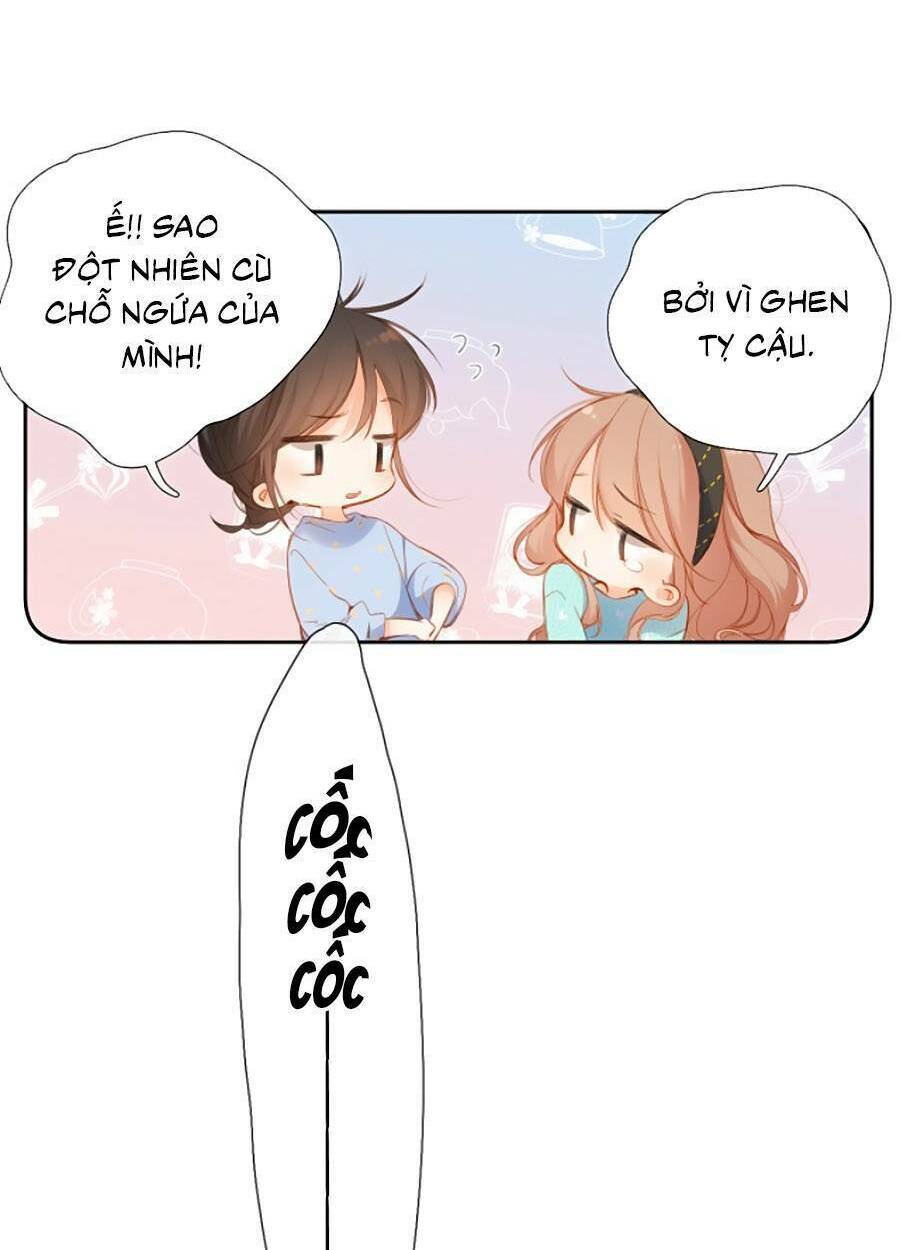 Ế!! SAO
ĐỘT NHIÊN CÙ
CHỖ NGỨA CỦA
MÌNH!
BỞI VÌ GHEN
TỴ CẬU.
CỐC
CỐC
CỐC